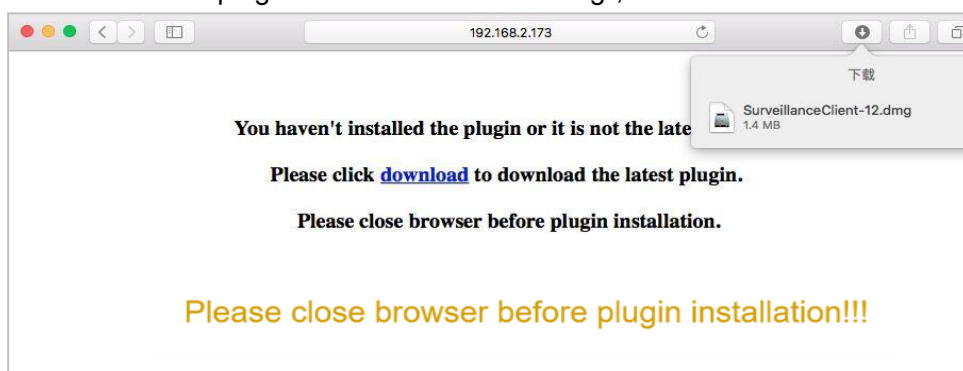 192.168.2.173
下载
SurveillanceClient-12.dmg
1.4 MB
You haven't installed the plugin or it is not the late
Please click download to download the latest plugin.
Please close browser before plugin installation.
Please close browser before plugin installation!!!